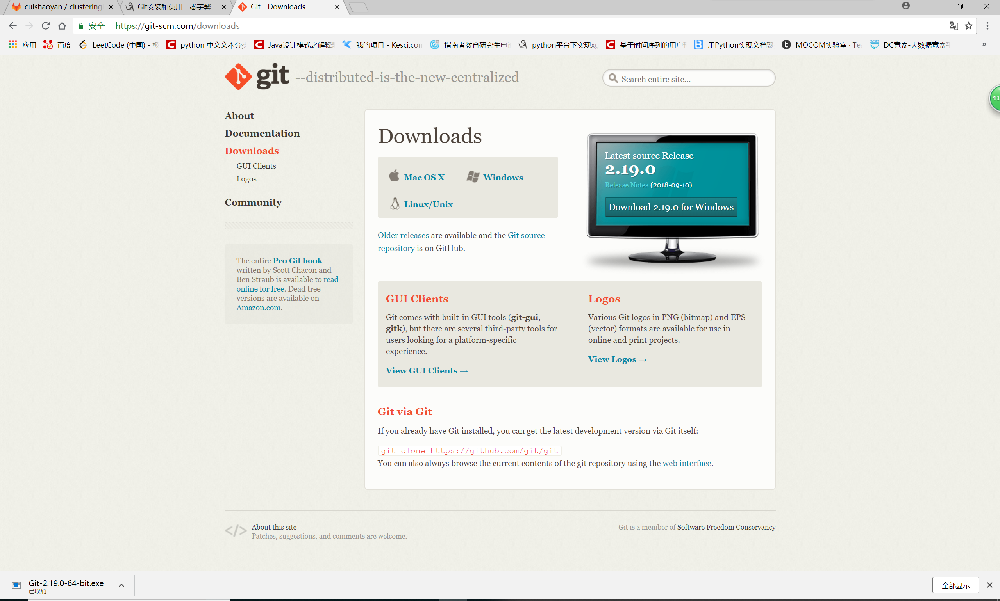 cuishaoyan / clustering
Git安装和使用 - 悉宇馨 -
Git - Downloads
安全
https://git-scm.com/downloads
应用
百度
LeetCode (中国) - 极
python 中文文本分类
Java设计模式之解释器
我的项目 - Kesci.com
指南者教育研究生申请
python平台下实现xg
基于时间序列的用户预
用Python实现文档聚
MOCOM实验室 · Te
DC竞赛-大数据竞赛平
»
git --distributed-is-the-new-centralized
Search entire site...
41
About
Documentation
Downloads
GUI Clients
Logos
Community
The entire Pro Git book
written by Scott Chacon and
Ben Straub is available to read
online for free. Dead tree
versions are available on
Amazon.com.
Downloads
Mac OS X
Windows
Linux/Unix
Older releases are available and the Git source
repository is on GitHub.
Latest source Release
2.19.0
Release Notes (2018-09-10)
Download 2.19.0 for Windows
GUI Clients
Git comes with built-in GUI tools (git-gui,
gitk), but there are several third-party tools for
users looking for a platform-specific
experience.
View GUI Clients →
Logos
Various Git logos in PNG (bitmap) and EPS
(vector) formats are available for use in
online and print projects.
View Logos →
Git via Git
If you already have Git installed, you can get the latest development version via Git itself:
git clone https://github.com/git/git
You can also always browse the current contents of the git repository using the web interface.
</>
About this site
Patches, suggestions, and comments are welcome.
Git is a member of Software Freedom Conservancy
Git-2.19.0-64-bit.exe
已取消
全部显示